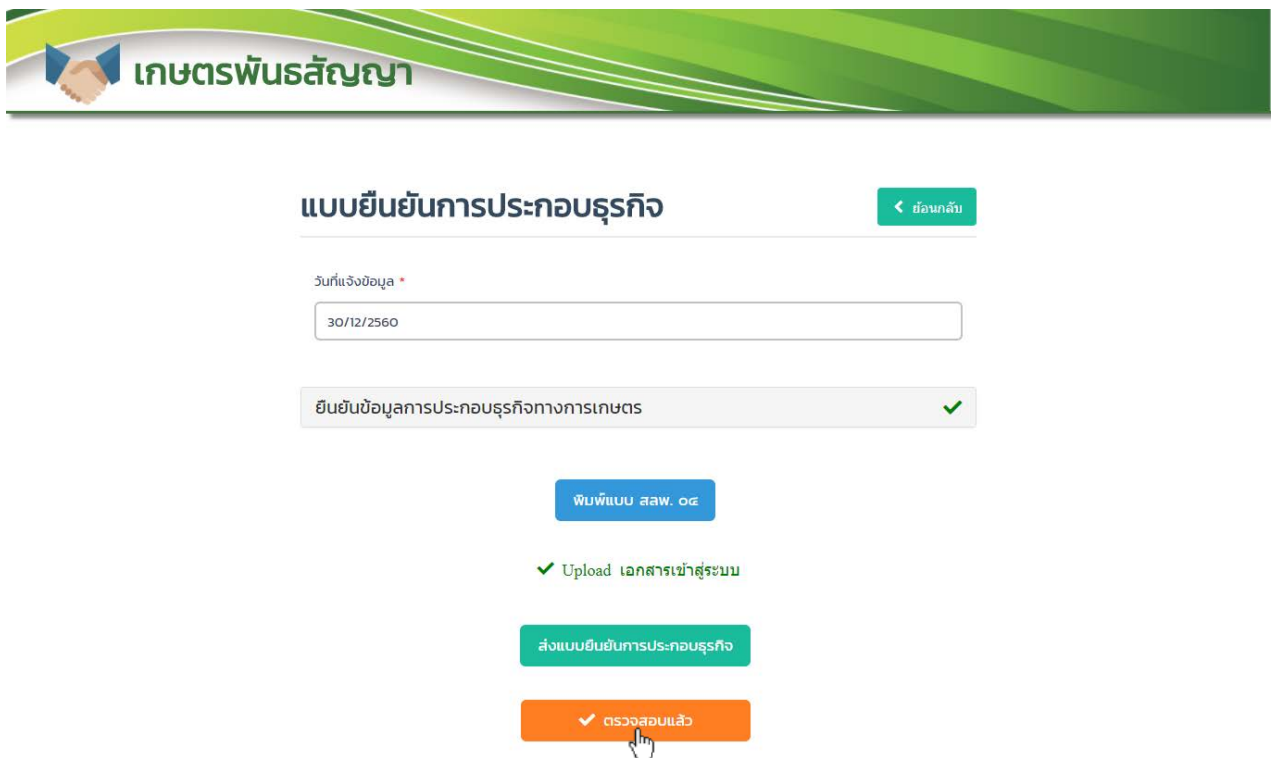 เกษตรพันธสัญญา
แบบยืนยันการประกอบธุรกิจ
ย้อนกลับ
วันที่แจ้งข้อมูล *
30/12/2560
ยืนยันข้อมูลการประกอบธุรกิจทางการเกษตร
พิมพ์แบบ สลพ. ๐๔
Upload เอกสารเข้าสู่ระบบ
ส่งแบบยืนยันการประกอบธุรกิจ
ตรวจสอบแล้ว